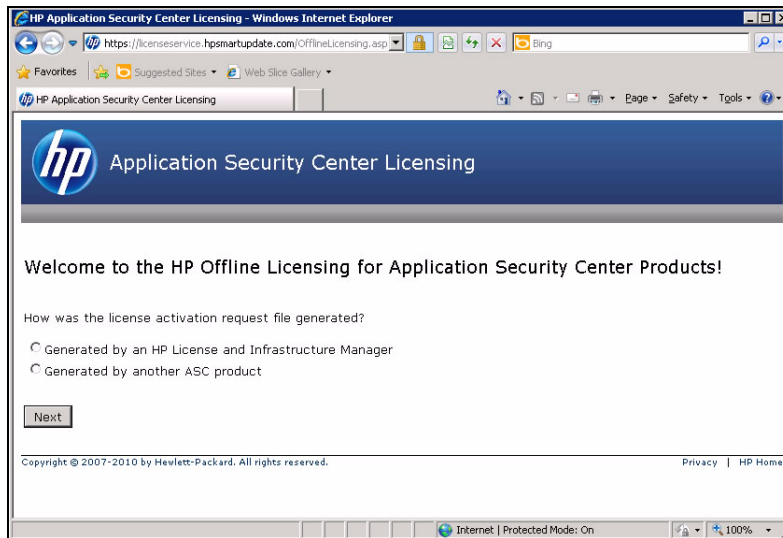 HP Application Security Center Licensing - Windows Internet Explorer
https://licenseservice.hpsmartupdate.com/OfflineLicensing.asp
Bing
Favorites
Suggested Sites
Web Slice Gallery
HP Application Security Center Licensing
Page
Safety
Tools
hp
Application Security Center Licensing
Welcome to the HP Offline Licensing for Application Security Center Products!
How was the license activation request file generated?
Generated by an HP License and Infrastructure Manager
Generated by another ASC product
Next
Copyright © 2007-2010 by Hewlett-Packard. All rights reserved.
Privacy | HP Home
Internet | Protected Mode: On
100%